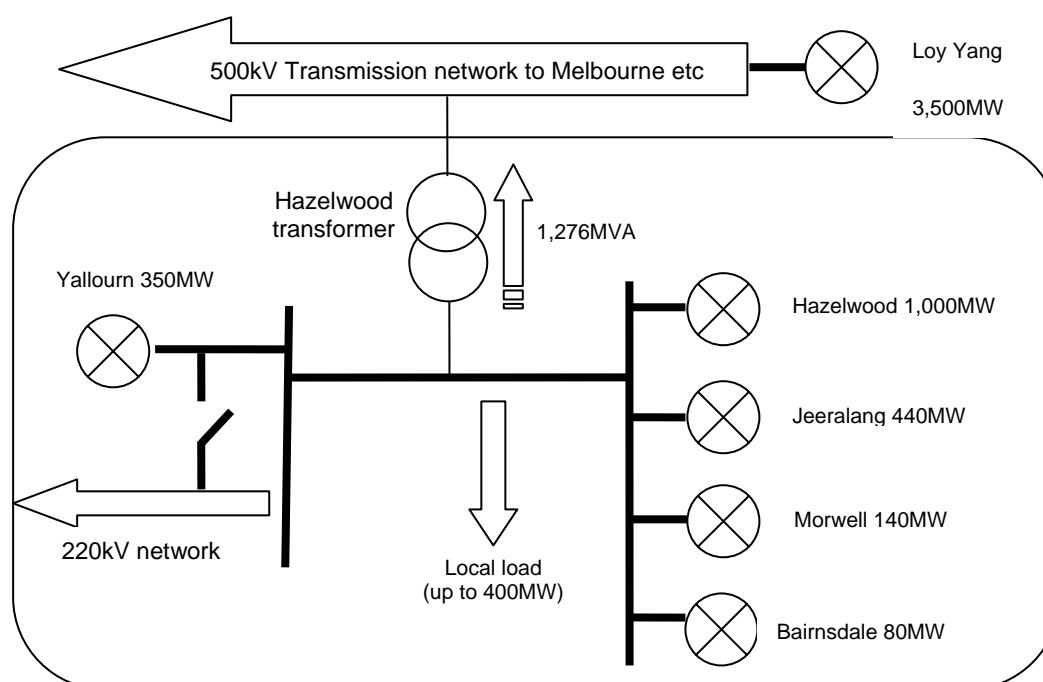 500kV Transmission network to Melbourne etc
Loy Yang
3,500MW
Hazelwood
transformer
1,276MVA
Yallourn 350MW
Hazelwood 1,000MW
Jeeralang 440MW
Morwell 140MW
220kV network
Local load
(up to 400MW)
Bairnsdale 80MW